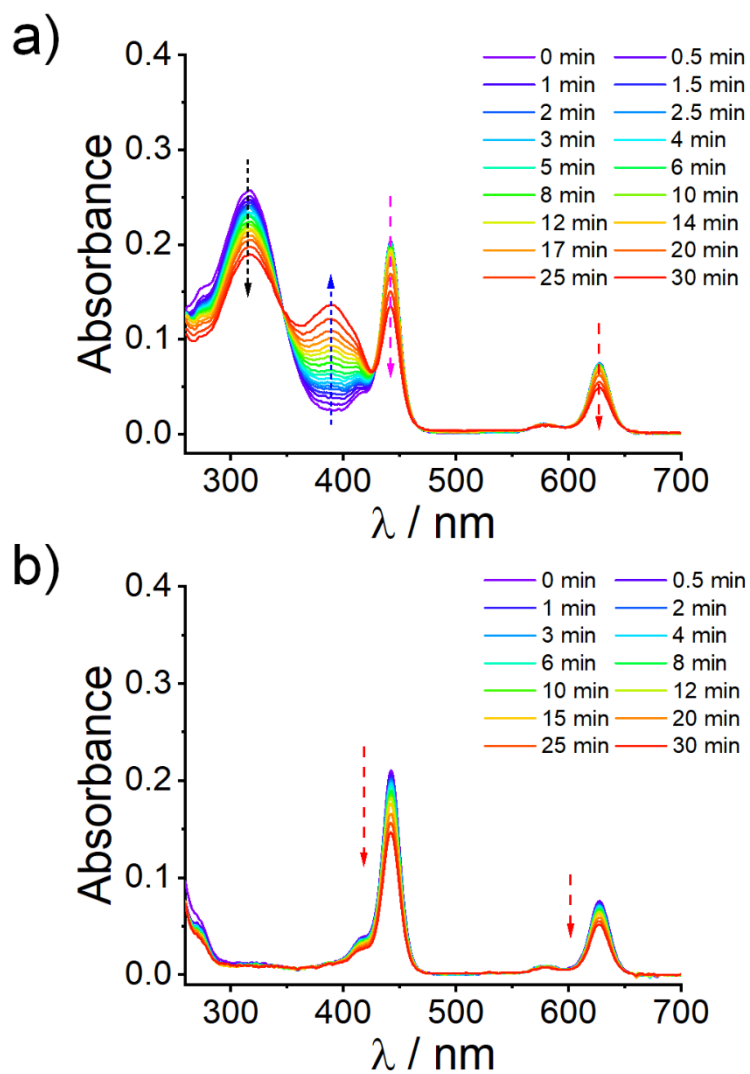 a)
0.4
0.3
0.2
0.1
0.0
Absorbance
0 min 0.5 min
1 min 1.5 min
2 min 2.5 min
3 min 4 min
5 min 6 min
8 min 10 min
12 min 14 min
17 min 20 min
25 min 30 min
300 400 500 600 700
λ / nm
b)
0.4
0.3
0.2
0.1
0.0
Absorbance
0 min 0.5 min
1 min 2 min
3 min 4 min
6 min 8 min
10 min 12 min
15 min 20 min
25 min 30 min
300 400 500 600 700
λ / nm